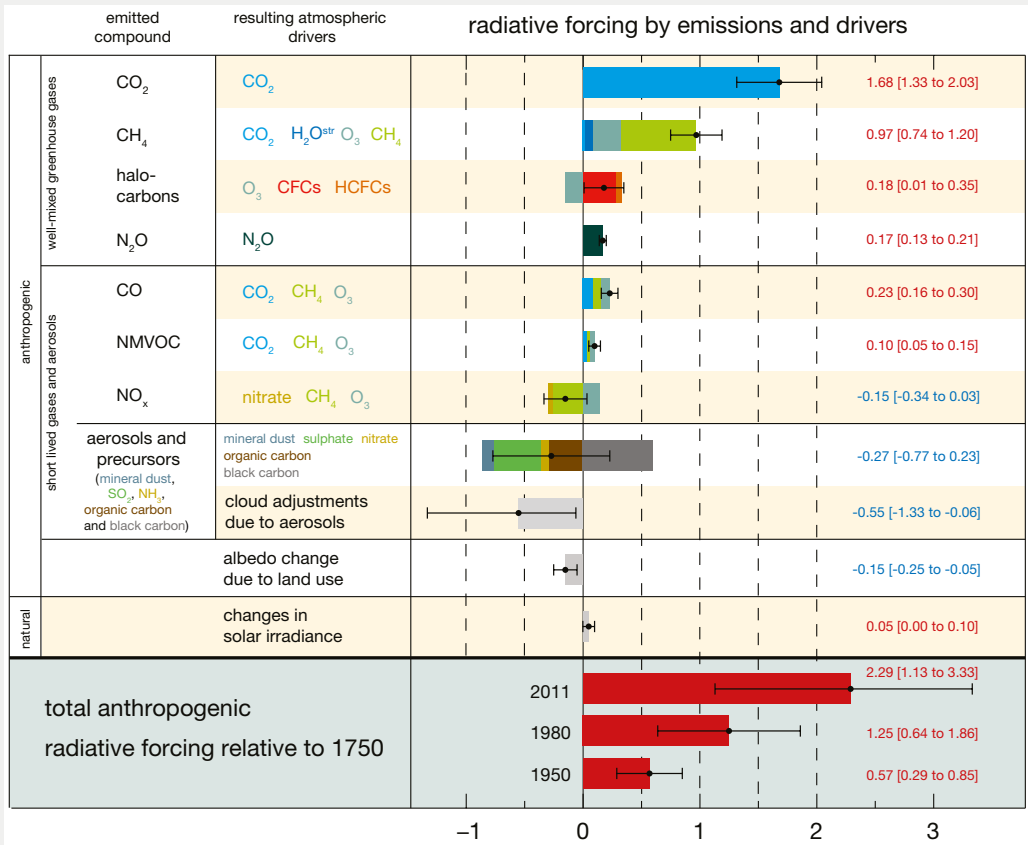 emitted compound
resulting atmospheric drivers
radiative forcing by emissions and drivers
anthropogenic
well-mixed greenhouse gases
CO₂
CO₂
1.68 [1.33 to 2.03]
CH₄
CO₂ H₂Oˢᵗʳ O₃ CH₄
0.97 [0.74 to 1.20]
halo-
carbons
O₃ CFCs HCFCs
0.18 [0.01 to 0.35]
N₂O
N₂O
0.17 [0.13 to 0.21]
short lived gases and aerosols
CO
CO₂ CH₄ O₃
0.23 [0.16 to 0.30]
NMVOC
CO₂ CH₄ O₃
0.10 [0.05 to 0.15]
NOₓ
nitrate CH₄ O₃
-0.15 [-0.34 to 0.03]
aerosols and
precursors
(mineral dust,
SO₂, NH₃,
organic carbon
and black carbon)
mineral dust sulphate nitrate
organic carbon
black carbon
-0.27 [-0.77 to 0.23]
cloud adjustments
due to aerosols
-0.55 [-1.33 to -0.06]
albedo change
due to land use
-0.15 [-0.25 to -0.05]
natural
changes in
solar irradiance
0.05 [0.00 to 0.10]
total anthropogenic
radiative forcing relative to 1750
2011
2.29 [1.13 to 3.33]
1980
1.25 [0.64 to 1.86]
1950
0.57 [0.29 to 0.85]
−1 0 1 2 3